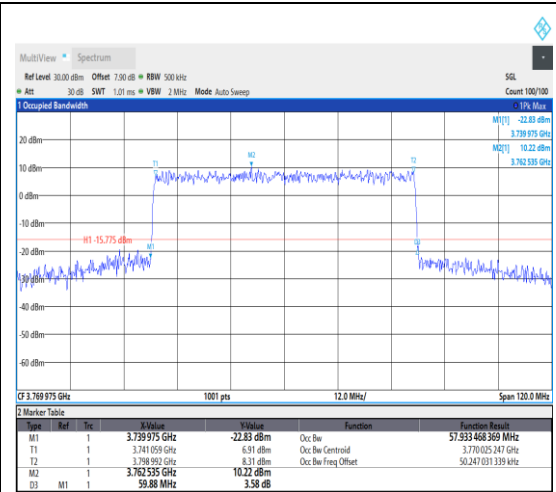 MultiView Spectrum
Ref Level 30.00 dBm Offset 7.90 dB RBW 500 kHz SGL
Att 30 dB SWT 1.01 ms VBW 2 MHz Mode Auto Sweep Count 100/100
1 Occupied Bandwidth 1Pk Max
M1[1] -22.83 dBm
3.739 975 GHz
M2[1] 10.22 dBm
3.762 535 GHz
20 dBm
T1 M2 T2
10 dBm
0 dBm
-10 dBm
H1 -15.775 dBm
M1
-20 dBm
-30 dBm
-40 dBm
-50 dBm
-60 dBm
CF 3.769 975 GHz 1001 pts 12.0 MHz/ Span 120.0 MHz
2 Marker Table
Type Ref Trc X-Value Y-Value Function Function Result
M1 1 3.739 975 GHz -22.83 dBm Occ Bw 57.933 468 369 MHz
T1 1 3.741 059 GHz 6.91 dBm Occ Bw Centroid 3.770 025 247 GHz
T2 1 3.798 992 GHz 8.31 dBm Occ Bw Freq Offset 50.247 031 339 kHz
M2 1 3.762 535 GHz 10.22 dBm
D3 M1 1 59.88 MHz 3.58 dB